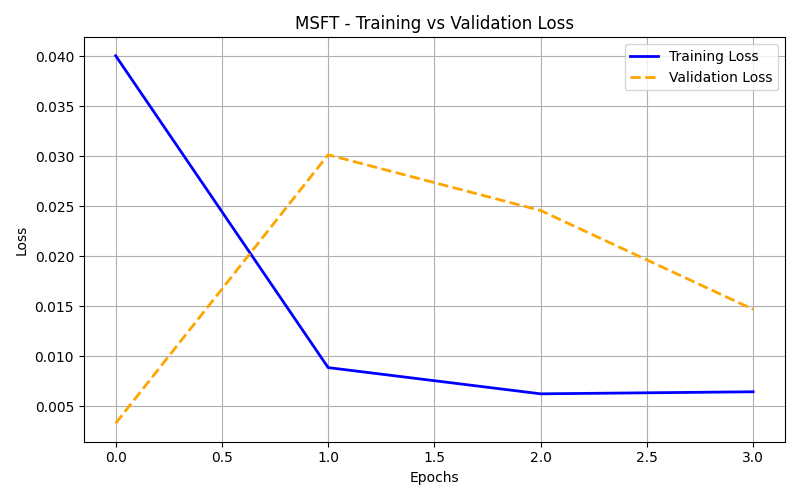 MSFT - Training vs Validation Loss
Training Loss
Validation Loss
0.040
0.035
0.030
0.025
0.020
0.015
0.010
0.005
Loss
0.0 0.5 1.0 1.5 2.0 2.5 3.0
Epochs